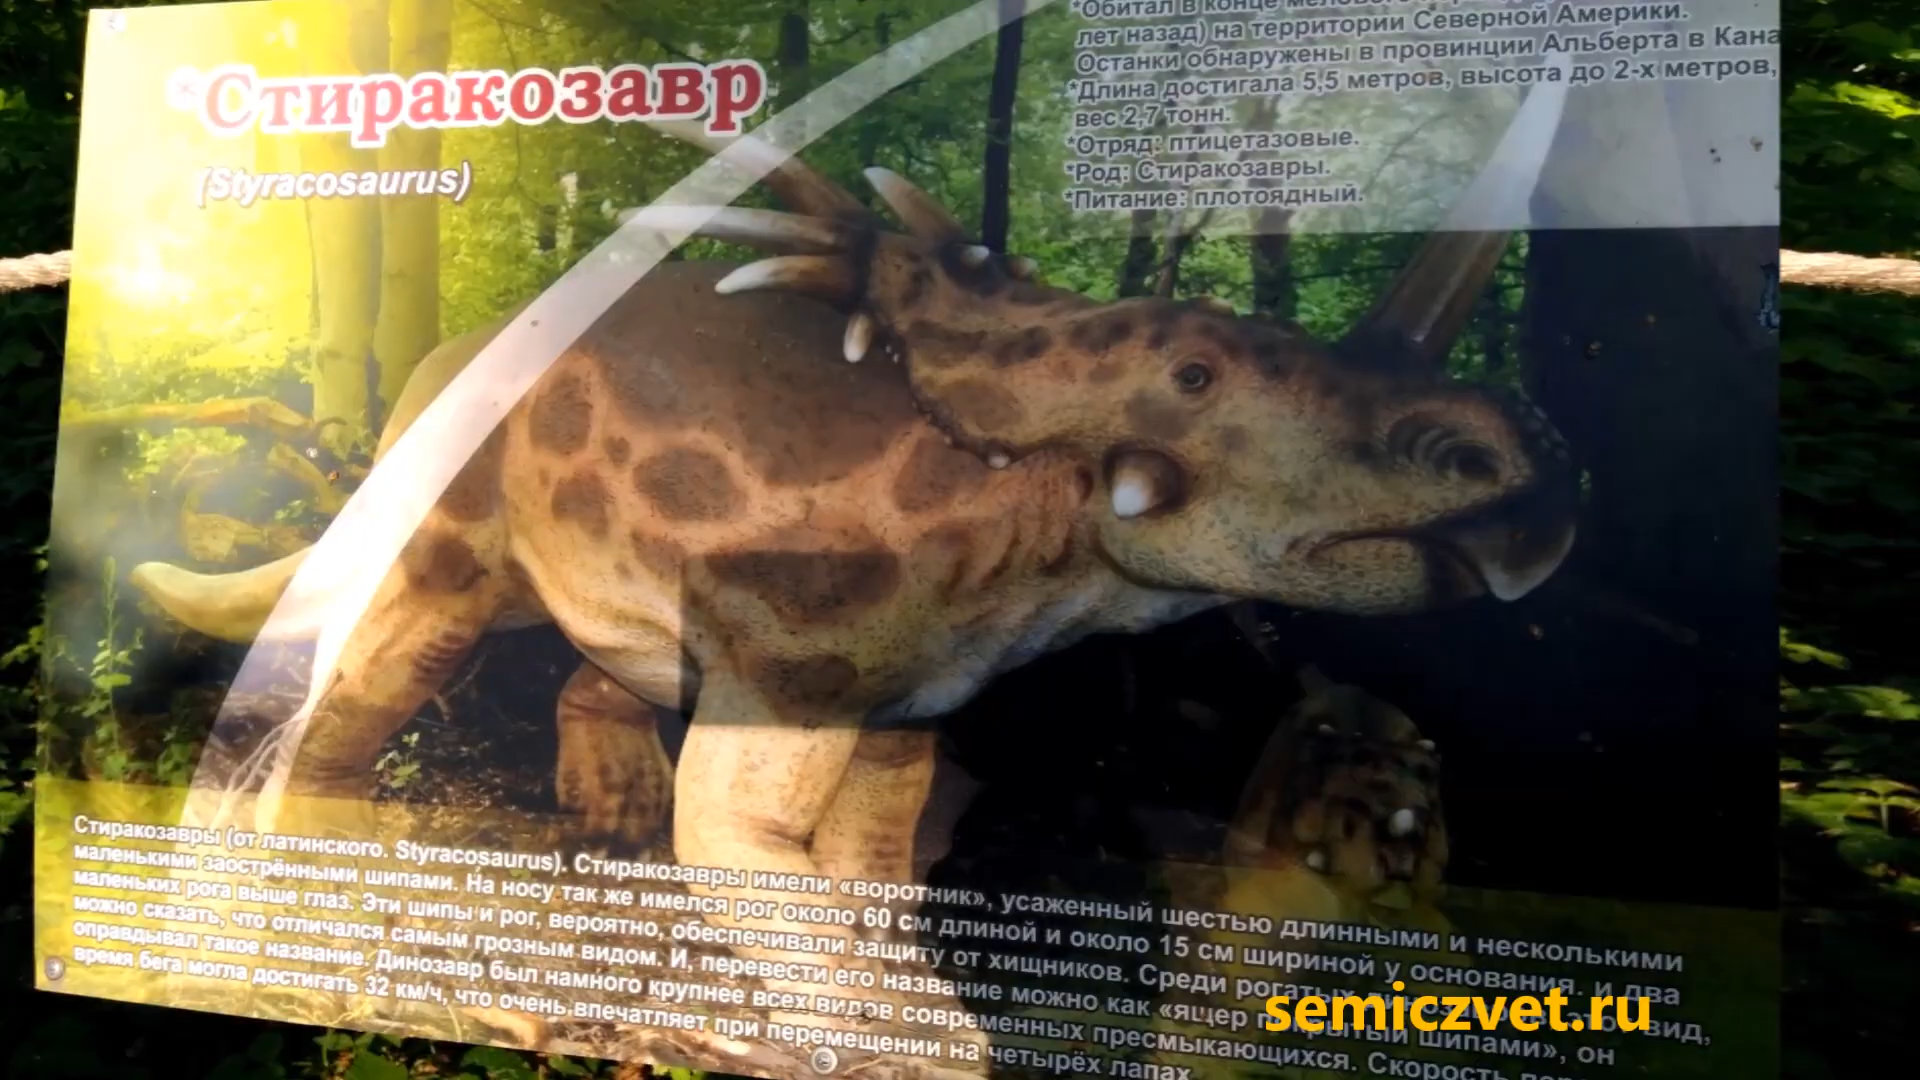 *Стиракозавр
(Styracosaurus)
*Обитал в конце мелового
лет назад) на территории Северной Америки.
Останки обнаружены в провинции Альберта в Кана
*Длина достигала 5,5 метров, высота до 2-х метров,
вес 2,7 тонн.
*Отряд: птицетазовые.
*Род: Стиракозавры.
*Питание: плотоядный.
Стиракозавры (от латинского. Styracosaurus). Стиракозавры имели «воротник», усаженный шестью длинными и несколькими
маленькими заострёнными шипами. На носу так же имелся рог около 60 см длиной и около 15 см шириной у основания. и два
маленьких рога выше глаз. Эти шипы и рог, вероятно, обеспечивали защиту от хищников. Среди рогатых динозавров этот вид,
можно сказать, что отличался самым грозным видом. И, перевести его название можно как «ящер покрытый шипами», он
оправдывал такое название. Динозавр был намного крупнее всех видов современных пресмыкающихся. Скорость
время бега могла достигать 32 км/ч, что очень впечатляет при перемещении на четырёх лапах.
semiczvet.ru